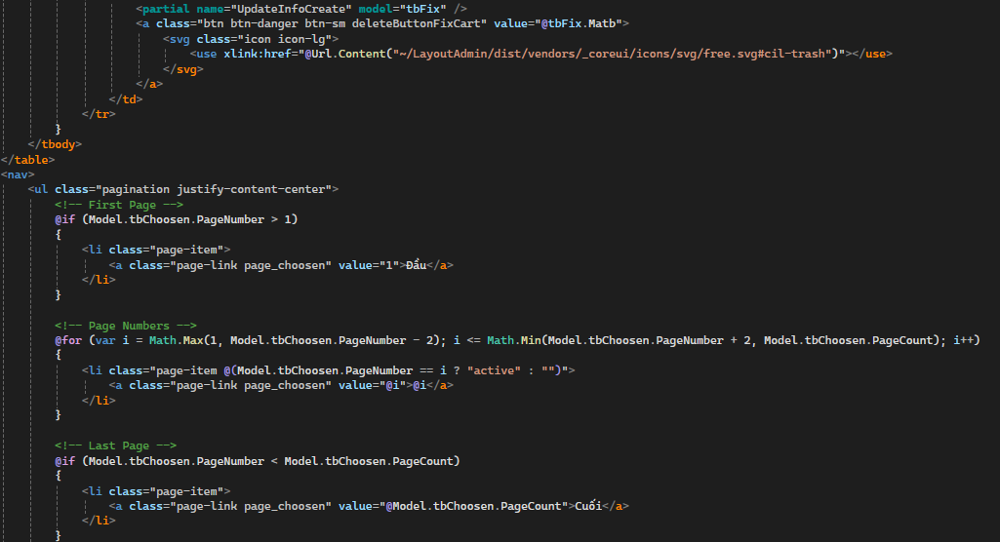 <partial name="UpdateInfoCreate" model="tbFix" />
<a class="btn btn-danger btn-sm deleteButtonFixCart" value="@tbFix.Matb">
<svg class="icon icon-lg">
<use xlink:href="@Url.Content("~/LayoutAdmin/dist/vendors/_coreui/icons/svg/free.svg#cil-trash")"></use>
</svg>
</a>
</td>
</tr>
}
</tbody>
</table>
<nav>
<ul class="pagination justify-content-center">
<!-- First Page -->
@if (Model.tbChoosen.PageNumber > 1)
{
<li class="page-item">
<a class="page-link page_choosen" value="1">Đầu</a>
</li>
}
<!-- Page Numbers -->
@for (var i = Math.Max(1, Model.tbChoosen.PageNumber - 2); i <= Math.Min(Model.tbChoosen.PageNumber + 2, Model.tbChoosen.PageCount); i++)
{
<li class="page-item @(Model.tbChoosen.PageNumber == i ? "active" : "")">
<a class="page-link page_choosen" value="@i">@i</a>
</li>
}
<!-- Last Page -->
@if (Model.tbChoosen.PageNumber < Model.tbChoosen.PageCount)
{
<li class="page-item">
<a class="page-link page_choosen" value="@Model.tbChoosen.PageCount">Cuối</a>
</li>
}